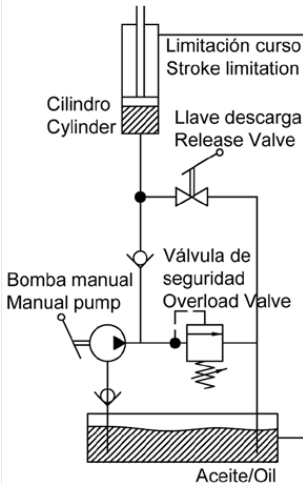 Limitación curso
Stroke limitation
Cilindro
Cylinder
Llave descarga
Release Valve
Válvula de
seguridad
Overload Valve
Bomba manual
Manual pump
Aceite/Oil